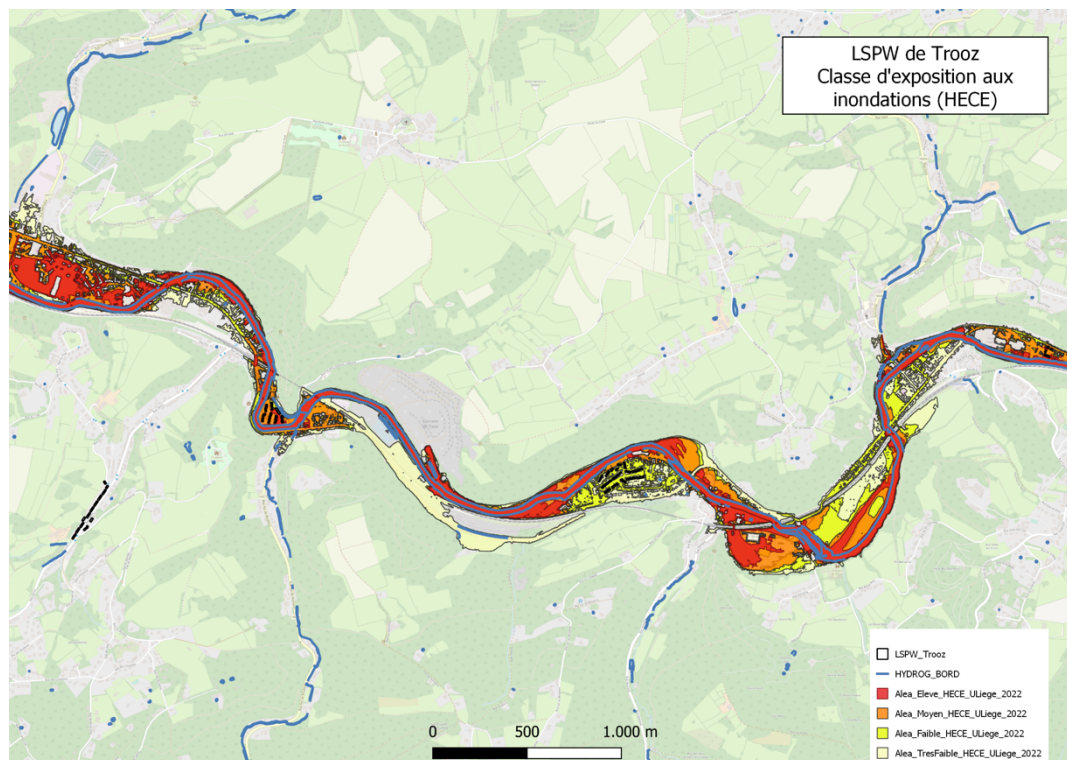 LSPW de Trooz
Classe d'exposition aux
inondations (HECE)
LSPW_Trooz
HYDROG_BORD
Alea_Eleve_HECE_ULiege_2022
Alea_Moyen_HECE_ULiege_2022
Alea_Faible_HECE_ULiege_2022
Alea_TresFaible_HECE_ULiege_2022
0 500 1.000 m